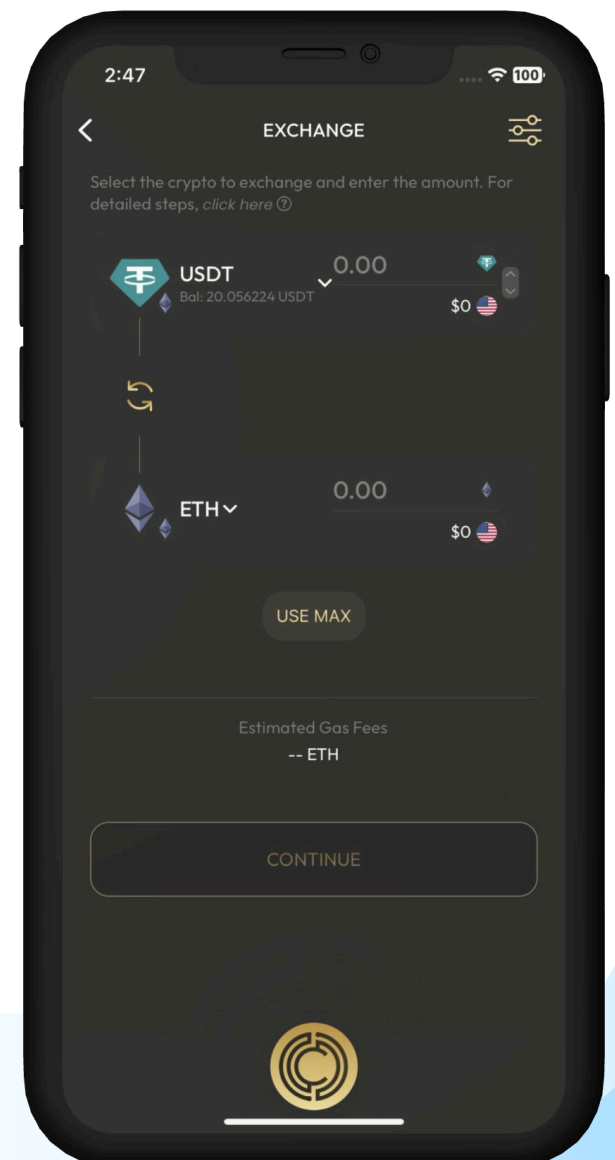 2:47
100
EXCHANGE
Select the crypto to exchange and enter the amount. For
detailed steps, click here ?
USDT
0.00
Bal: 20.056224 USDT
$0
ETH
0.00
$0
USE MAX
Estimated Gas Fees
-- ETH
CONTINUE